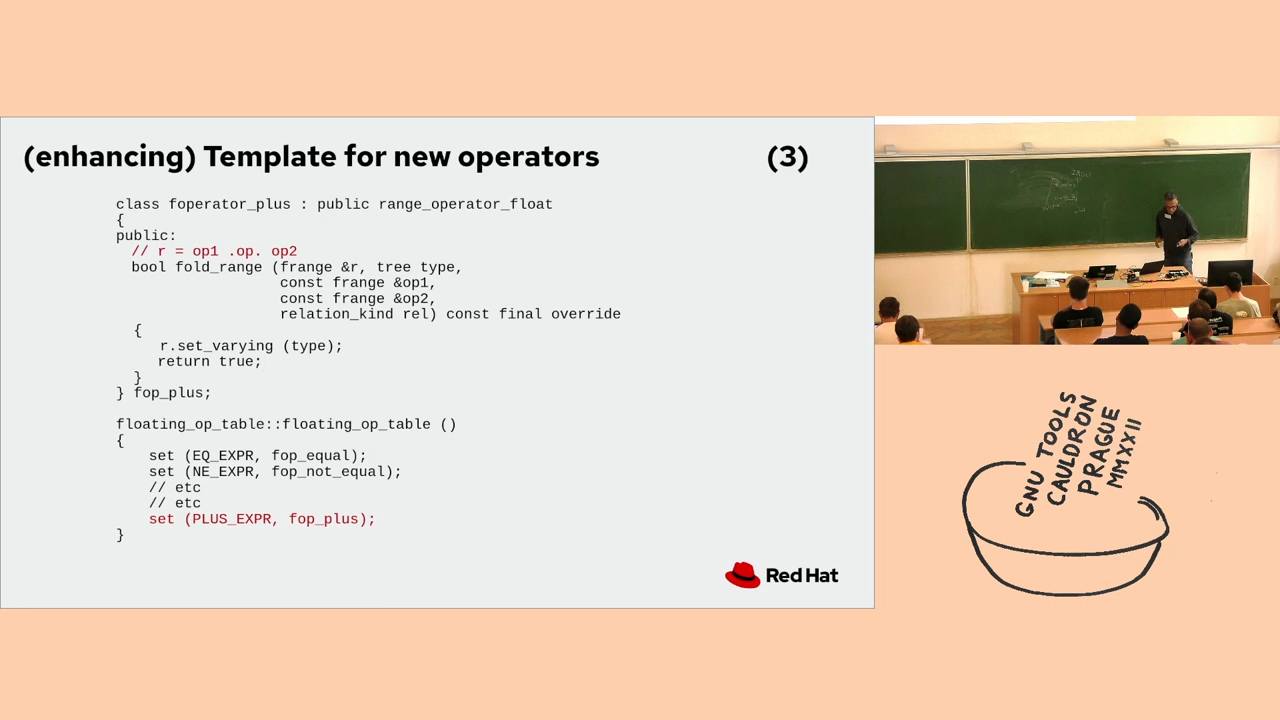 (enhancing) Template for new operators (3)
class foperator_plus : public range_operator_float
{
public:
// r = op1 .op. op2
bool fold_range (frange &r, tree type,
const frange &op1,
const frange &op2,
relation_kind rel) const final override
{
r.set_varying (type);
return true;
}
} fop_plus;
floating_op_table::floating_op_table ()
{
set (EQ_EXPR, fop_equal);
set (NE_EXPR, fop_not_equal);
// etc
// etc
set (PLUS_EXPR, fop_plus);
}
Red Hat
GNU TOOLS
CAULDRON
PRAGUE
MMXXII